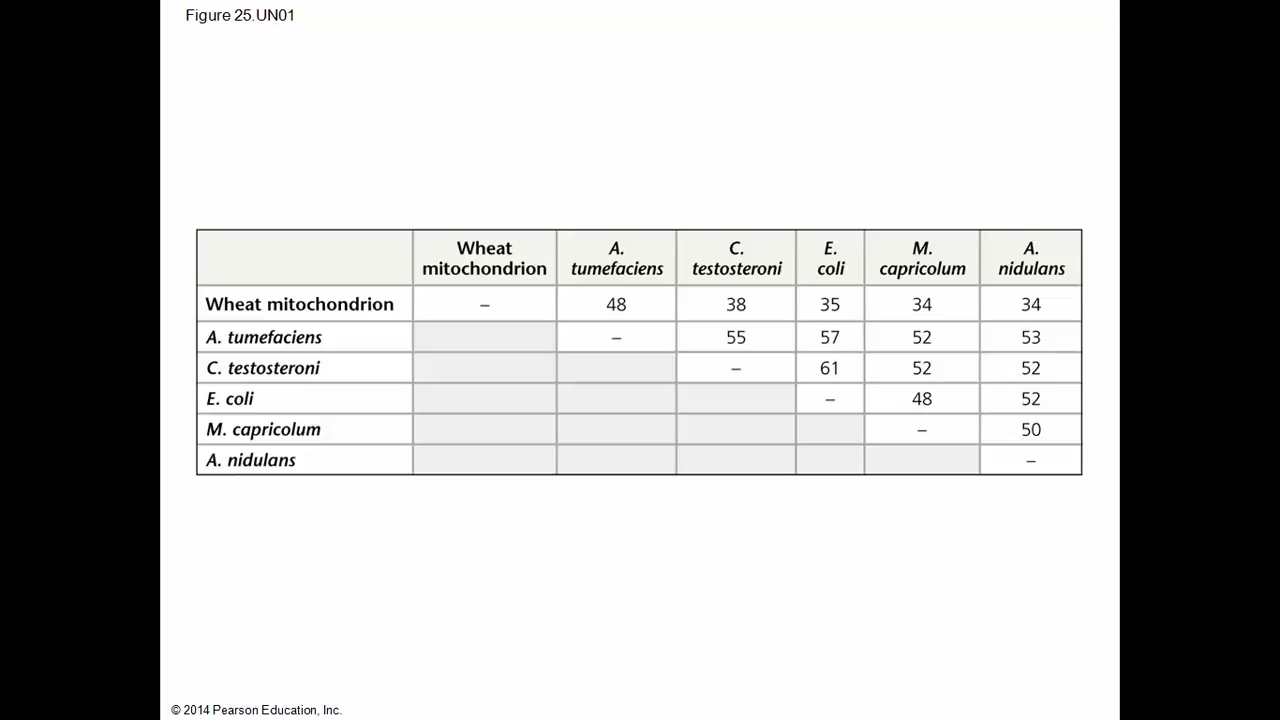 Figure 25.UN01
Wheat mitochondrion A. tumefaciens C. testosteroni E. coli M. capricolum A. nidulans
Wheat mitochondrion – 48 38 35 34 34
A. tumefaciens – 55 57 52 53
C. testosteroni – 61 52 52
E. coli – 48 52
M. capricolum – 50
A. nidulans –
© 2014 Pearson Education, Inc.